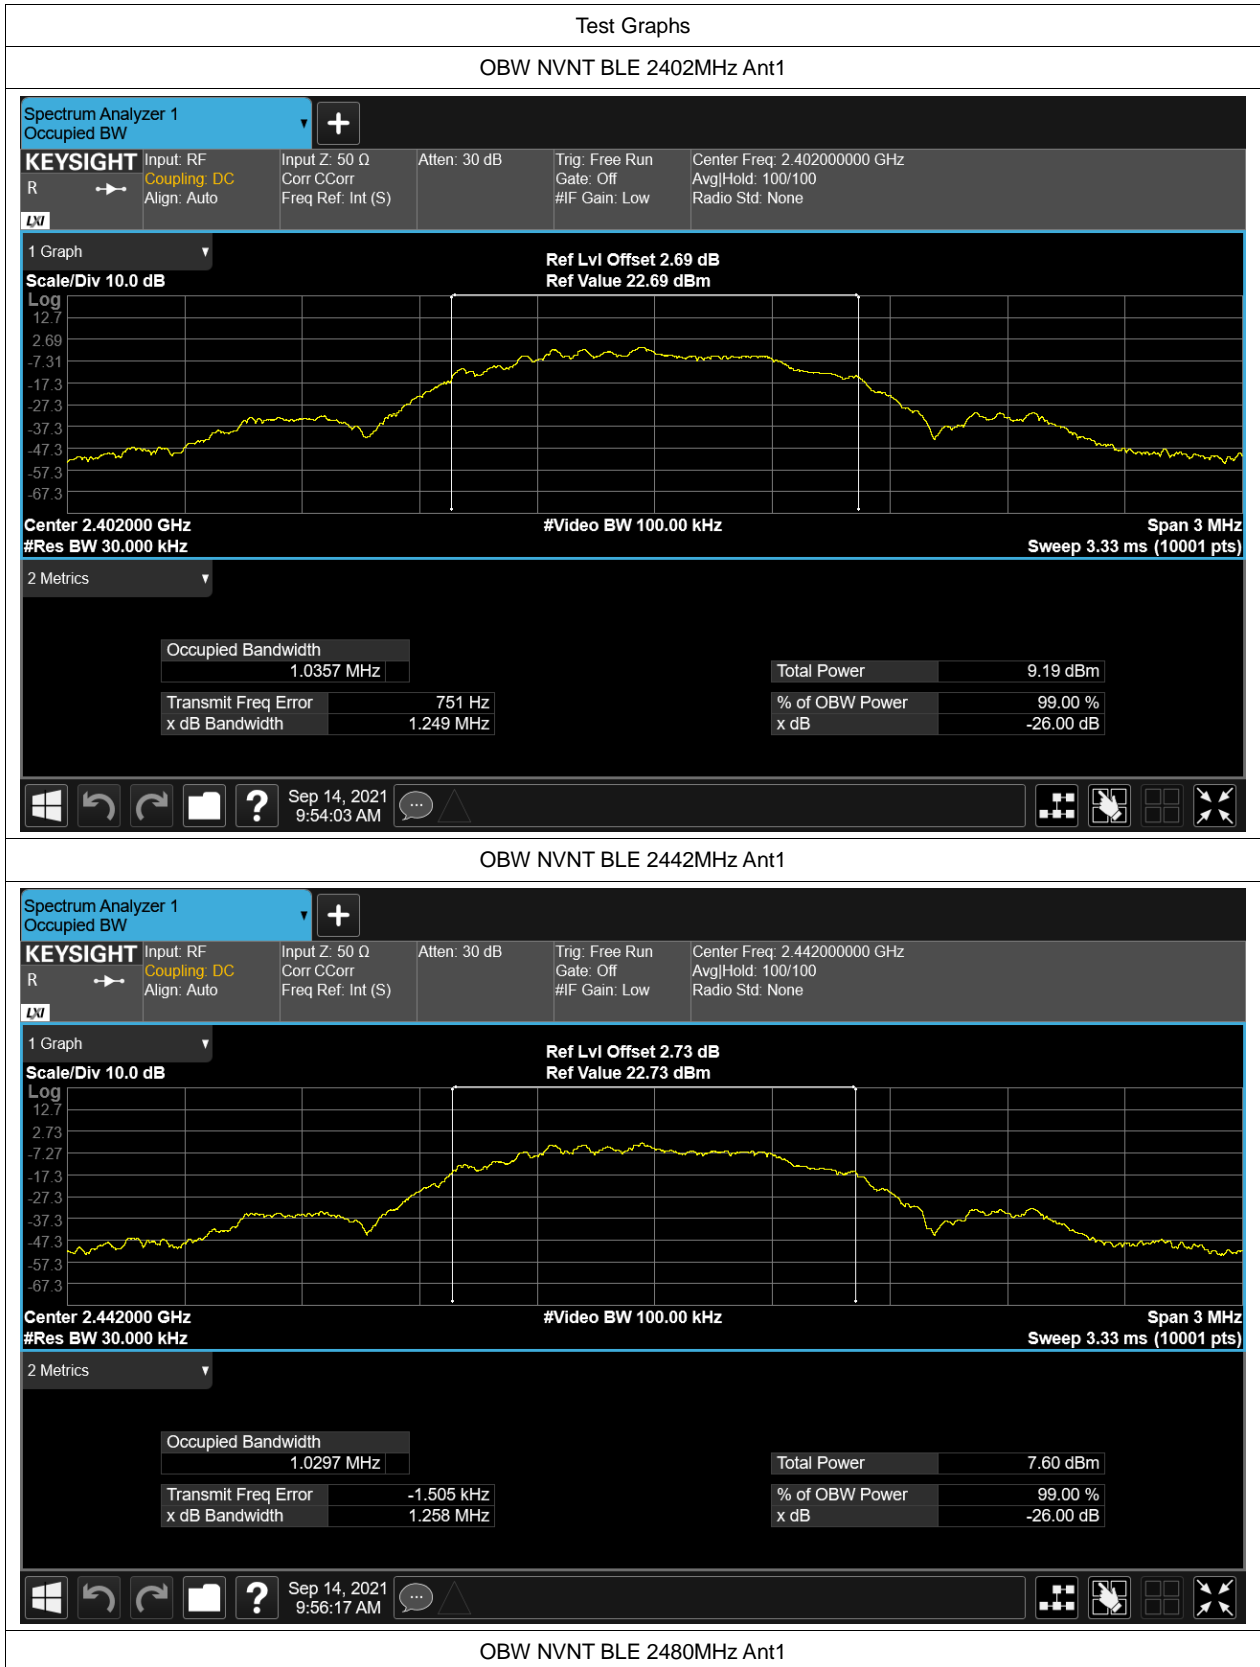 Test Graphs
OBW NVNT BLE 2402MHz Ant1
Spectrum Analyzer 1
Occupied BW
KEYSIGHT
R
LXI
Input: RF
Coupling: DC
Align: Auto
Input Z: 50 Ω
Corr CCorr
Freq Ref: Int (S)
Atten: 30 dB
Trig: Free Run
Gate: Off
#IF Gain: Low
Center Freq: 2.402000000 GHz
Avg|Hold: 100/100
Radio Std: None
1 Graph
Scale/Div 10.0 dB
Ref Lvl Offset 2.69 dB
Ref Value 22.69 dBm
Log
12.7
2.69
-7.31
-17.3
-27.3
-37.3
-47.3
-57.3
-67.3
Center 2.402000 GHz
#Res BW 30.000 kHz
#Video BW 100.00 kHz
Span 3 MHz
Sweep 3.33 ms (10001 pts)
2 Metrics
Occupied Bandwidth
1.0357 MHz
Total Power 9.19 dBm
Transmit Freq Error 751 Hz
% of OBW Power 99.00 %
x dB Bandwidth 1.249 MHz
x dB -26.00 dB
Sep 14, 2021
9:54:03 AM
OBW NVNT BLE 2442MHz Ant1
Spectrum Analyzer 1
Occupied BW
KEYSIGHT
R
LXI
Input: RF
Coupling: DC
Align: Auto
Input Z: 50 Ω
Corr CCorr
Freq Ref: Int (S)
Atten: 30 dB
Trig: Free Run
Gate: Off
#IF Gain: Low
Center Freq: 2.442000000 GHz
Avg|Hold: 100/100
Radio Std: None
1 Graph
Scale/Div 10.0 dB
Ref Lvl Offset 2.73 dB
Ref Value 22.73 dBm
Log
12.7
2.73
-7.27
-17.3
-27.3
-37.3
-47.3
-57.3
-67.3
Center 2.442000 GHz
#Res BW 30.000 kHz
#Video BW 100.00 kHz
Span 3 MHz
Sweep 3.33 ms (10001 pts)
2 Metrics
Occupied Bandwidth
1.0297 MHz
Total Power 7.60 dBm
Transmit Freq Error -1.505 kHz
% of OBW Power 99.00 %
x dB Bandwidth 1.258 MHz
x dB -26.00 dB
Sep 14, 2021
9:56:17 AM
OBW NVNT BLE 2480MHz Ant1